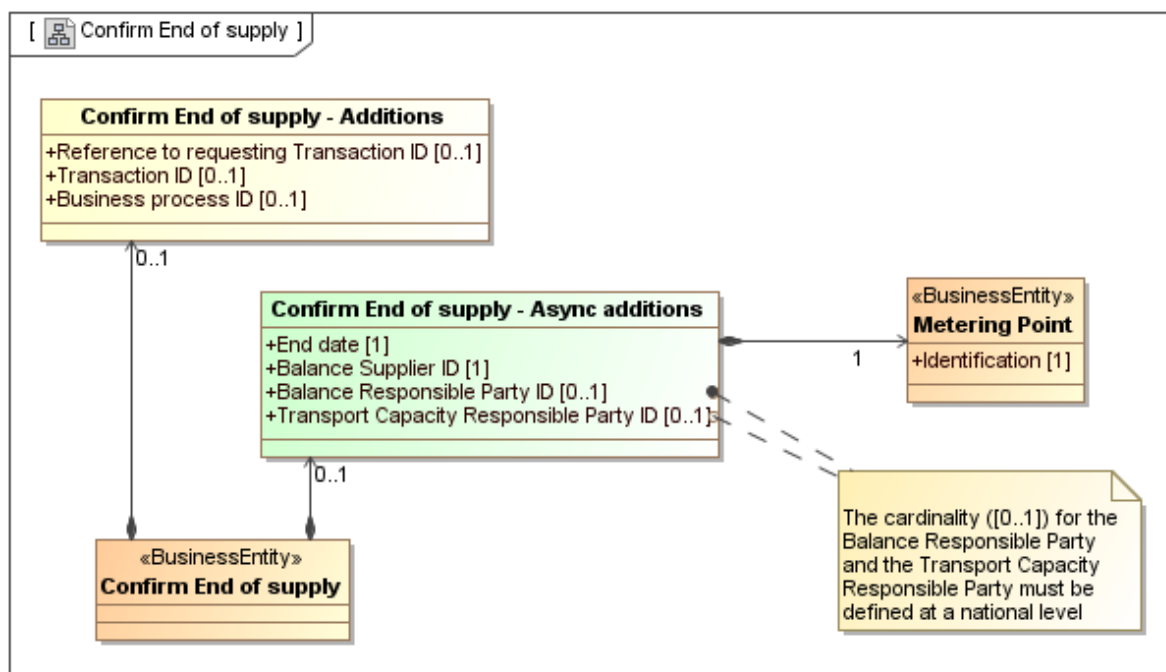 [ Confirm End of supply ]
Confirm End of supply - Additions
+Reference to requesting Transaction ID [0..1]
+Transaction ID [0..1]
+Business process ID [0..1]
0..1
Confirm End of supply - Async additions
+End date [1]
+Balance Supplier ID [1]
+Balance Responsible Party ID [0..1]
+Transport Capacity Responsible Party ID [0..1]
1
«BusinessEntity»
Metering Point
+Identification [1]
0..1
«BusinessEntity»
Confirm End of supply
The cardinality ([0..1]) for the
Balance Responsible Party
and the Transport Capacity
Responsible Party must be
defined at a national level